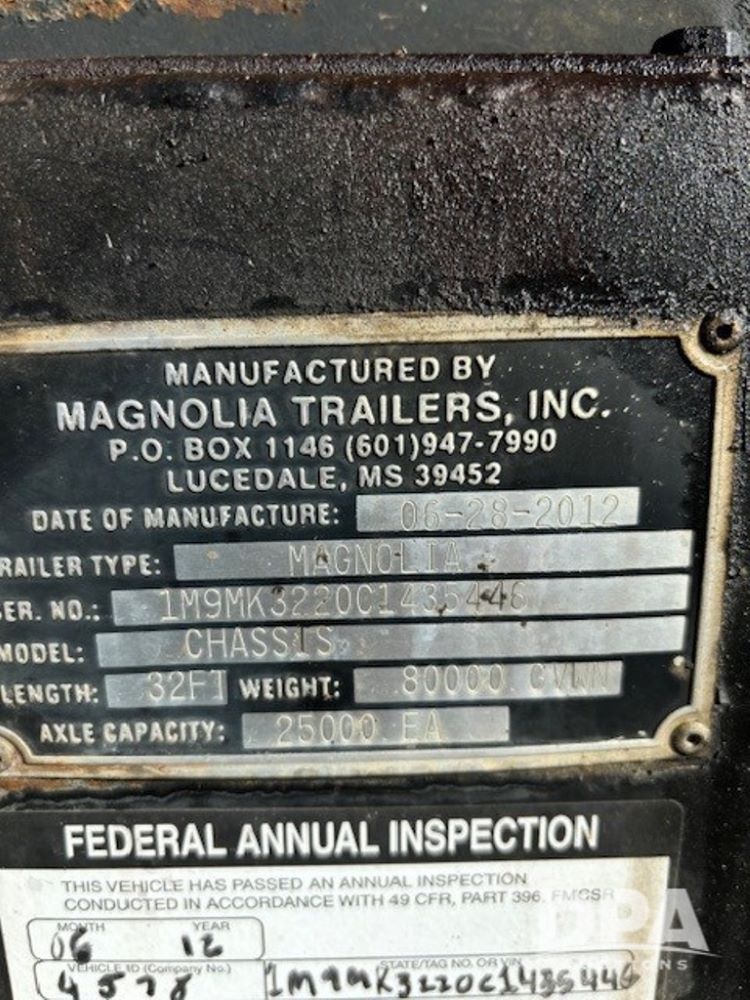 MANUFACTURED BY
MAGNOLIA TRAILERS, INC.
P.O. BOX 1146 (601)947-7990
LUCEDALE, MS 39452
DATE OF MANUFACTURE: 06-28-2012
RAILER TYPE: MAGNOLIA
SER. NO.: 1M9MK3220C1435446
MODEL: CHASSIS
LENGTH: 32FT WEIGHT: 80000
AXLE CAPACITY: 25000 EA
FEDERAL ANNUAL INSPECTION
THIS VEHICLE HAS PASSED AN ANNUAL INSPECTION
CONDUCTED IN ACCORDANCE WITH 49 CFR, PART 396, FMCSR
MONTH YEAR
06 12
VEHICLE ID (Company No.) STATE/TAG NO. OR VIN
4578 1M9MK3220C1435446
DPA